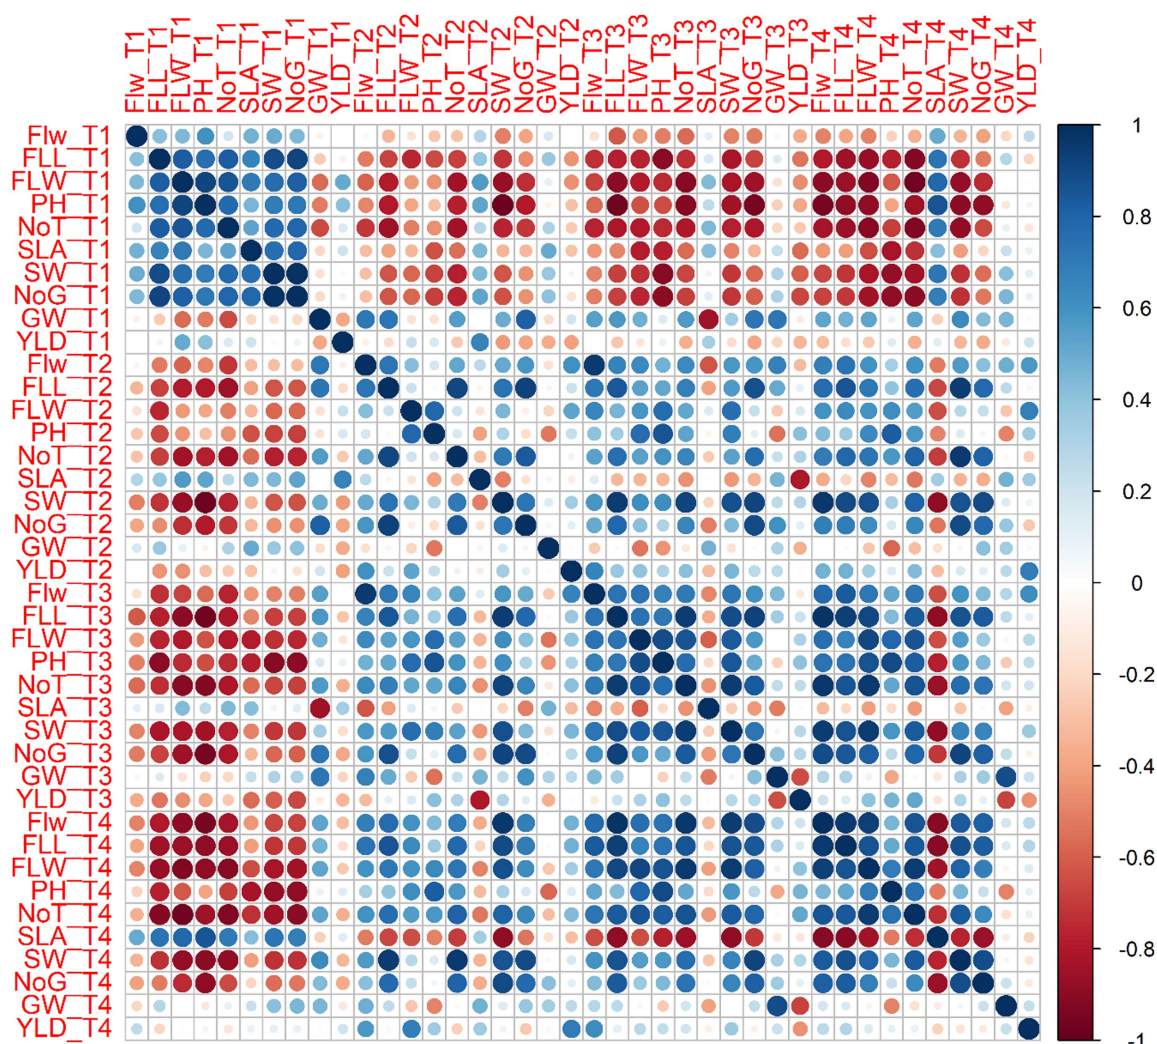 Flw_T1
FLL_T1
FLW_T1
PH_T1
NoT_T1
SLA_T1
SW_T1
NoG_T1
GW_T1
YLD_T1
Flw_T2
FLL_T2
FLW_T2
PH_T2
NoT_T2
SLA_T2
SW_T2
NoG_T2
GW_T2
YLD_T2
Flw_T3
FLL_T3
FLW_T3
PH_T3
NoT_T3
SLA_T3
SW_T3
NoG_T3
GW_T3
YLD_T3
Flw_T4
FLL_T4
FLW_T4
PH_T4
NoT_T4
SLA_T4
SW_T4
NoG_T4
GW_T4
YLD_T4
Flw_T1
FLL_T1
FLW_T1
PH_T1
NoT_T1
SLA_T1
SW_T1
NoG_T1
GW_T1
YLD_T1
Flw_T2
FLL_T2
FLW_T2
PH_T2
NoT_T2
SLA_T2
SW_T2
NoG_T2
GW_T2
YLD_T2
Flw_T3
FLL_T3
FLW_T3
PH_T3
NoT_T3
SLA_T3
SW_T3
NoG_T3
GW_T3
YLD_T3
Flw_T4
FLL_T4
FLW_T4
PH_T4
NoT_T4
SLA_T4
SW_T4
NoG_T4
GW_T4
YLD_T4
1
0.8
0.6
0.4
0.2
0
-0.2
-0.4
-0.6
-0.8
-1